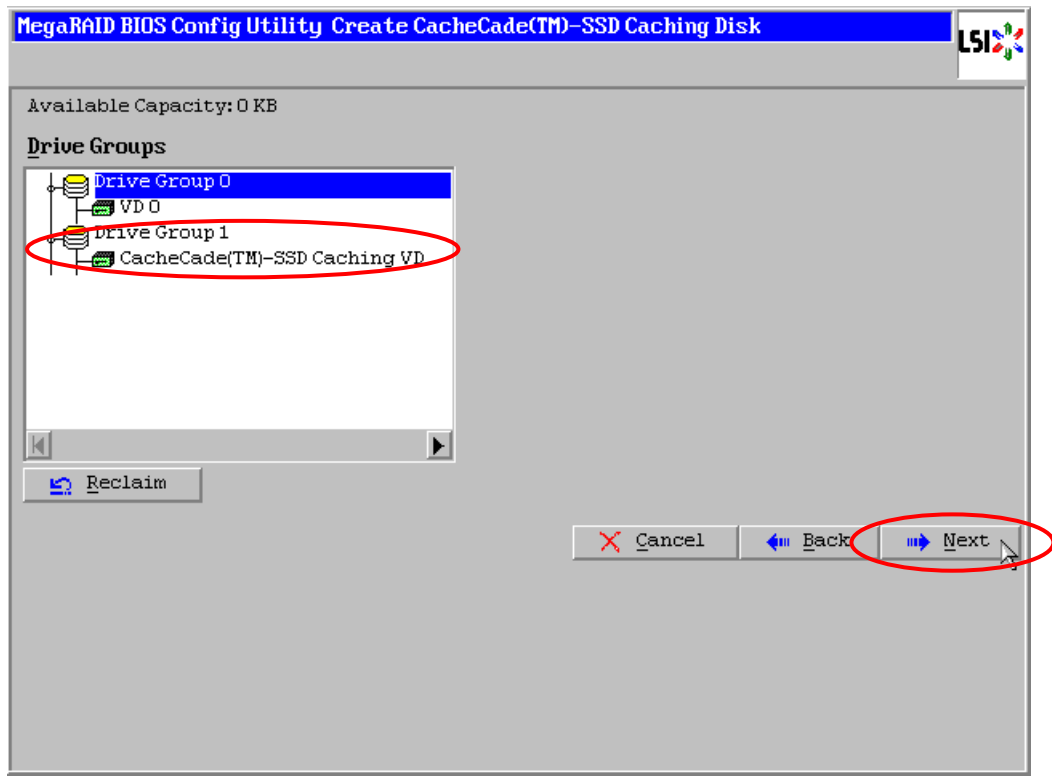 MegaRAID BIOS Config Utility Create CacheCade(TM)-SSD Caching Disk
LSI
Available Capacity: 0 KB
Drive Groups
Drive Group 0
VD 0
Drive Group 1
CacheCade(TM)-SSD Caching VD
Reclaim
Cancel Back Next